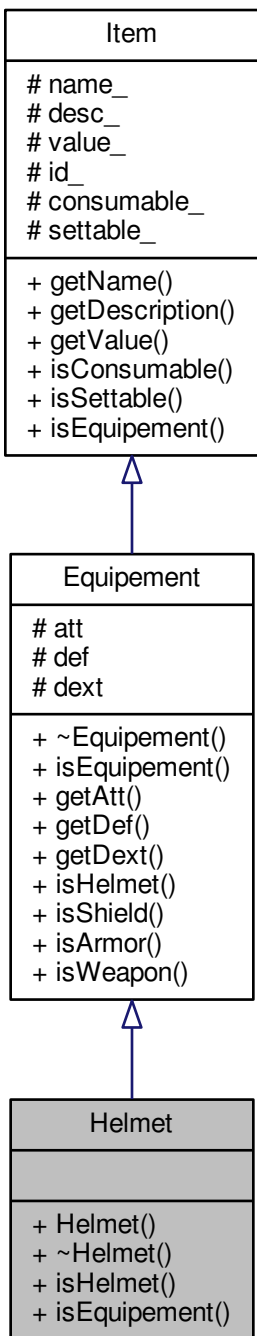 Item
# name_
# desc_
# value_
# id_
# consumable_
# settable_
+ getName()
+ getDescription()
+ getValue()
+ isConsumable()
+ isSettable()
+ isEquipement()
Equipement
# att
# def
# dext
+ ~Equipement()
+ isEquipement()
+ getAtt()
+ getDef()
+ getDext()
+ isHelmet()
+ isShield()
+ isArmor()
+ isWeapon()
Helmet
+ Helmet()
+ ~Helmet()
+ isHelmet()
+ isEquipement()